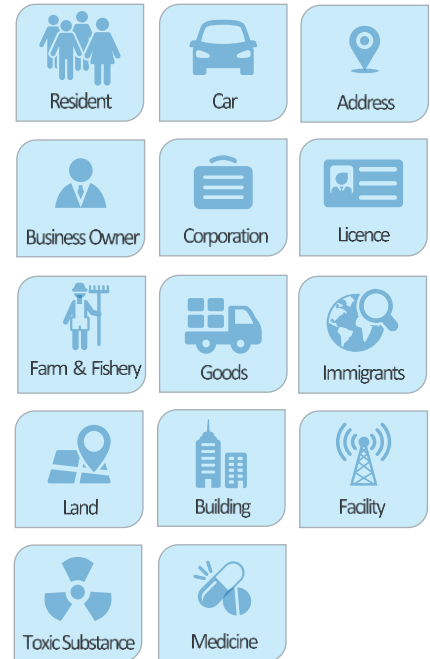 Resident
Car
Address
Business Owner
Corporation
Licence
Farm & Fishery
Goods
Immigrants
Land
Building
Facility
Toxic Substance
Medicine